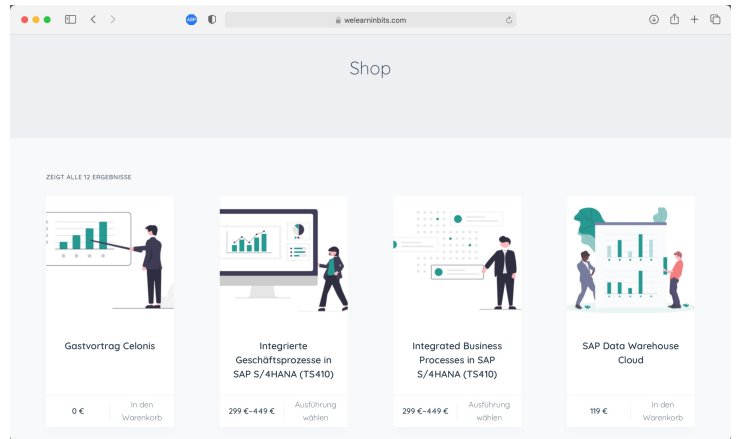 ABP
welearninbits.com
Shop
ZEIGT ALLE 12 ERGEBNISSE
Gastvortrag Celonis
0 €
In den
Warenkorb
Integrierte
Geschäftsprozesse in
SAP S/4HANA (TS410)
299 €–449 €
Ausführung
wählen
Integrated Business
Processes in SAP
S/4HANA (TS410)
299 €–449 €
Ausführung
wählen
SAP Data Warehouse
Cloud
119 €
In den
Warenkorb